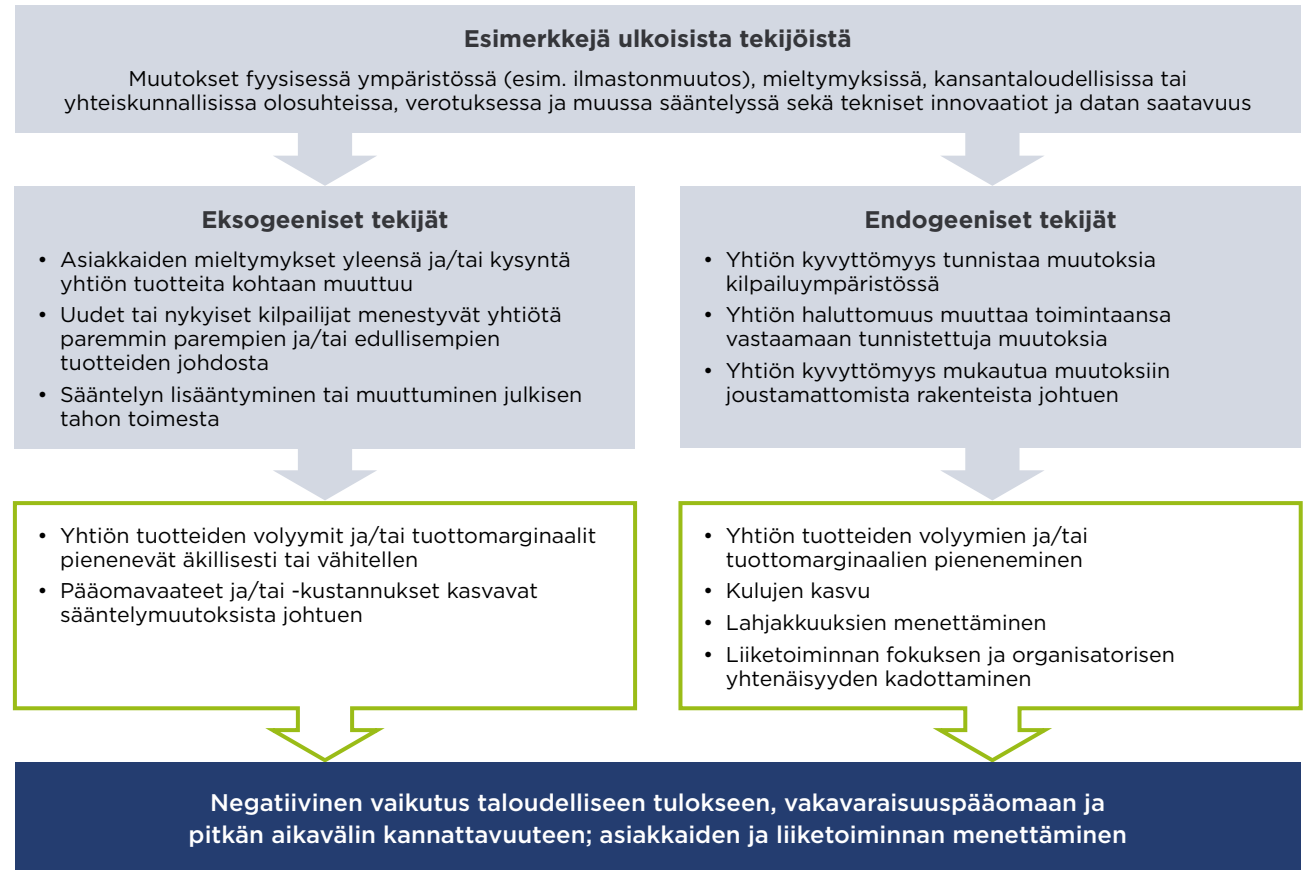 Esimerkkejä ulkoisista tekijöistä
Muutokset fyysisessä ympäristössä (esim. ilmastonmuutos), mieltymyksissä, kansantaloudellisissa tai
yhteiskunnallisissa olosuhteissa, verotuksessa ja muussa sääntelyssä sekä tekniset innovaatiot ja datan saatavuus
Eksogeeniset tekijät
• Asiakkaiden mieltymykset yleensä ja/tai kysyntä
yhtiön tuotteita kohtaan muuttuu
• Uudet tai nykyiset kilpailijat menestyvät yhtiötä
paremmin parempien ja/tai edullisempien
tuotteiden johdosta
• Sääntelyn lisääntyminen tai muuttuminen julkisen
tahon toimesta
Endogeeniset tekijät
• Yhtiön kyvyttömyys tunnistaa muutoksia
kilpailuympäristössä
• Yhtiön haluttomuus muuttaa toimintaansa
vastaamaan tunnistettuja muutoksia
• Yhtiön kyvyttömyys mukautua muutoksiin
joustamattomista rakenteista johtuen
• Yhtiön tuotteiden volyymit ja/tai tuottomarginaalit
pienenevät äkillisesti tai vähitellen
• Pääomavaateet ja/tai -kustannukset kasvavat
sääntelymuutoksista johtuen
• Yhtiön tuotteiden volyymien ja/tai
tuottomarginaalien pieneneminen
• Kulujen kasvu
• Lahjakkuuksien menettäminen
• Liiketoiminnan fokuksen ja organisatorisen
yhtenäisyyden kadottaminen
Negatiivinen vaikutus taloudelliseen tulokseen, vakavaraisuuspääomaan ja
pitkän aikavälin kannattavuuteen; asiakkaiden ja liiketoiminnan menettäminen